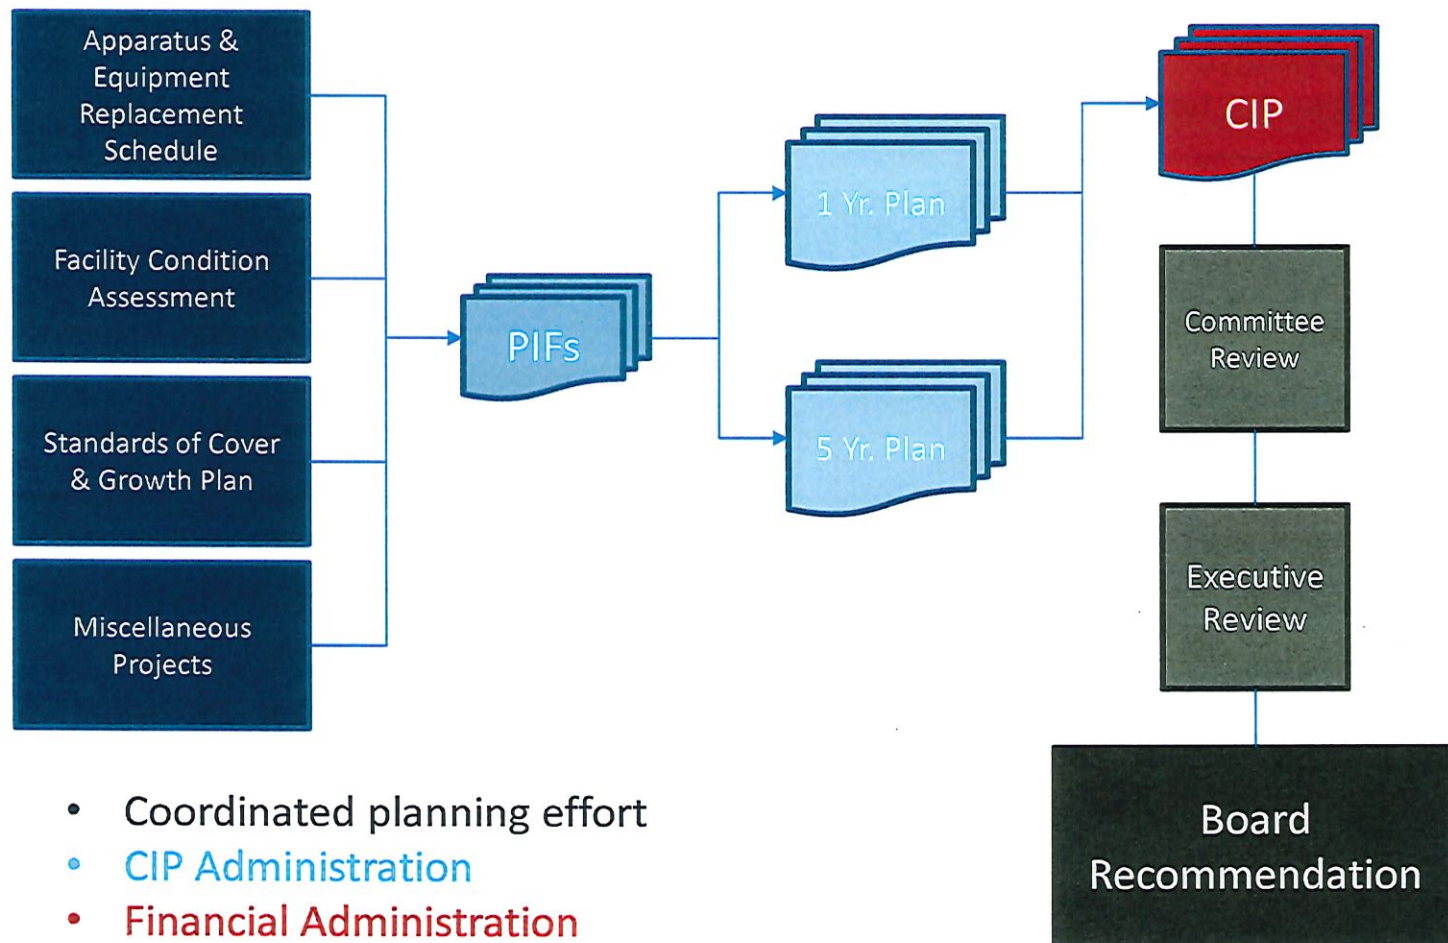 Apparatus &
Equipment
Replacement
Schedule
Facility Condition
Assessment
Standards of Cover
& Growth Plan
Miscellaneous
Projects
PIFs
1 Yr. Plan
5 Yr. Plan
CIP
Committee
Review
Executive
Review
Board
Recommendation
• Coordinated planning effort
• CIP Administration
• Financial Administration